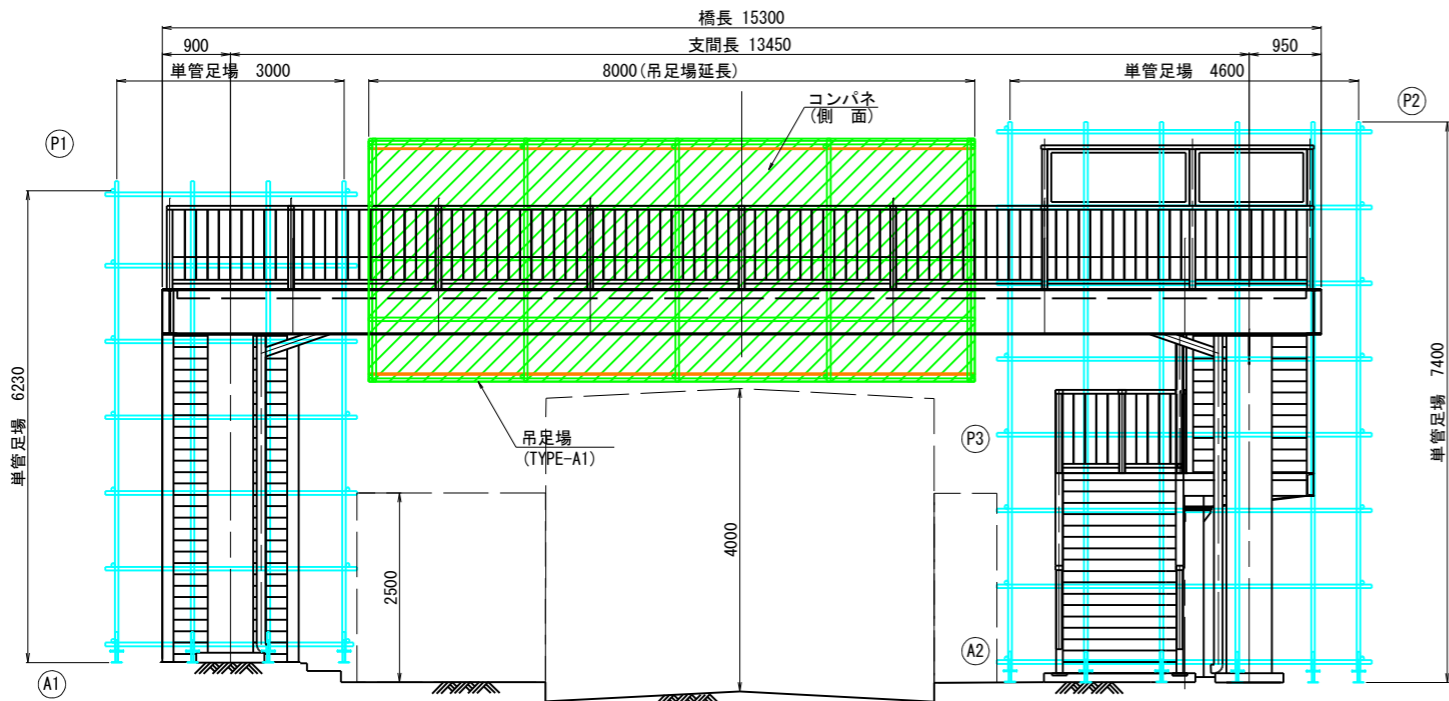 橋長 15300
900
支間長 13450
950
単管足場 3000
8000(吊足場延長)
単管足場 4600
コンパネ
(側 面)
P1
P2
単管足場 6230
単管足場 7400
吊足場
(TYPE-A1)
P3
4000
2500
A2
A1